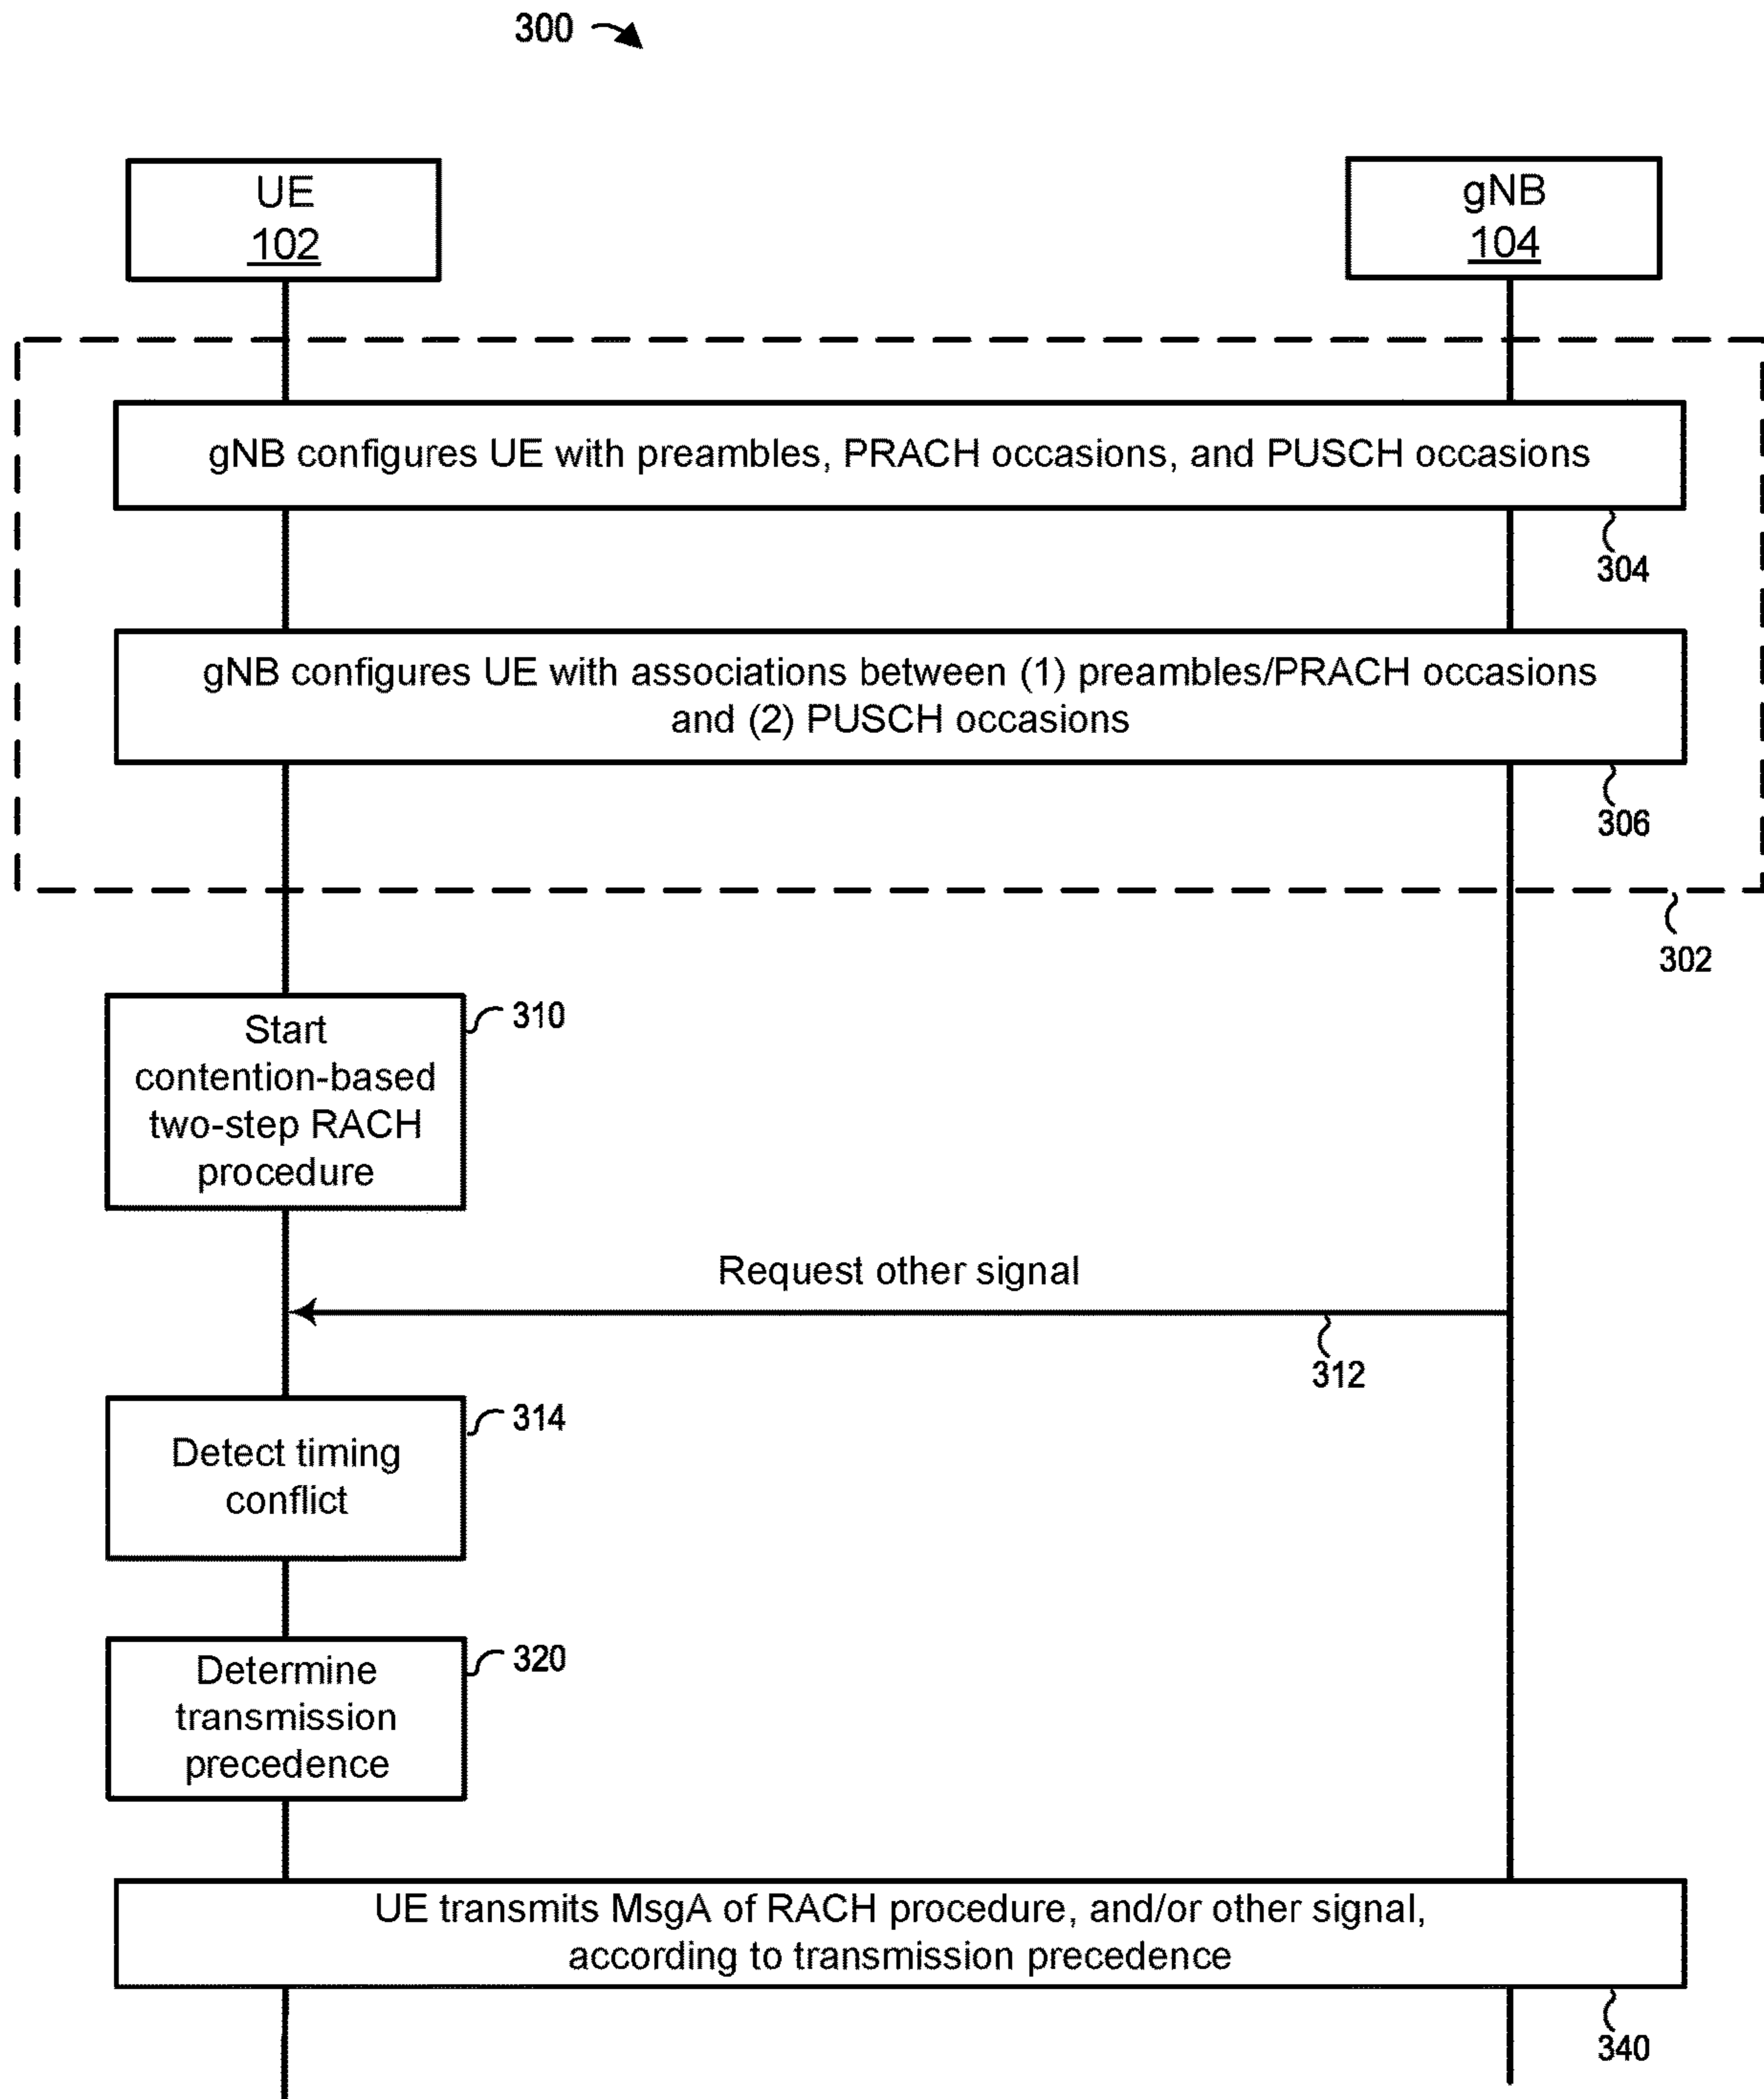 300
UE
102
gNB
104
gNB configures UE with preambles, PRACH occasions, and PUSCH occasions
304
gNB configures UE with associations between (1) preambles/PRACH occasions
and (2) PUSCH occasions
306
302
Start
contention-based
two-step RACH
procedure
310
Request other signal
312
Detect timing
conflict
314
Determine
transmission
precedence
320
UE transmits MsgA of RACH procedure, and/or other signal,
according to transmission precedence
340